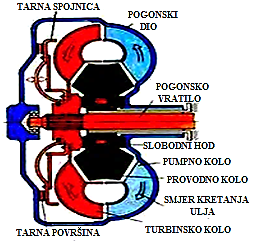 TARNA SPOJNICA
POGONSKI
DIO
POGONSKO
VRATILO
SLOBODNI HOD
PUMPNO KOLO
PROVODNO KOLO
SMJER KRETANJA
ULJA
TARNA POVRŠINA
TURBINSKO KOLO